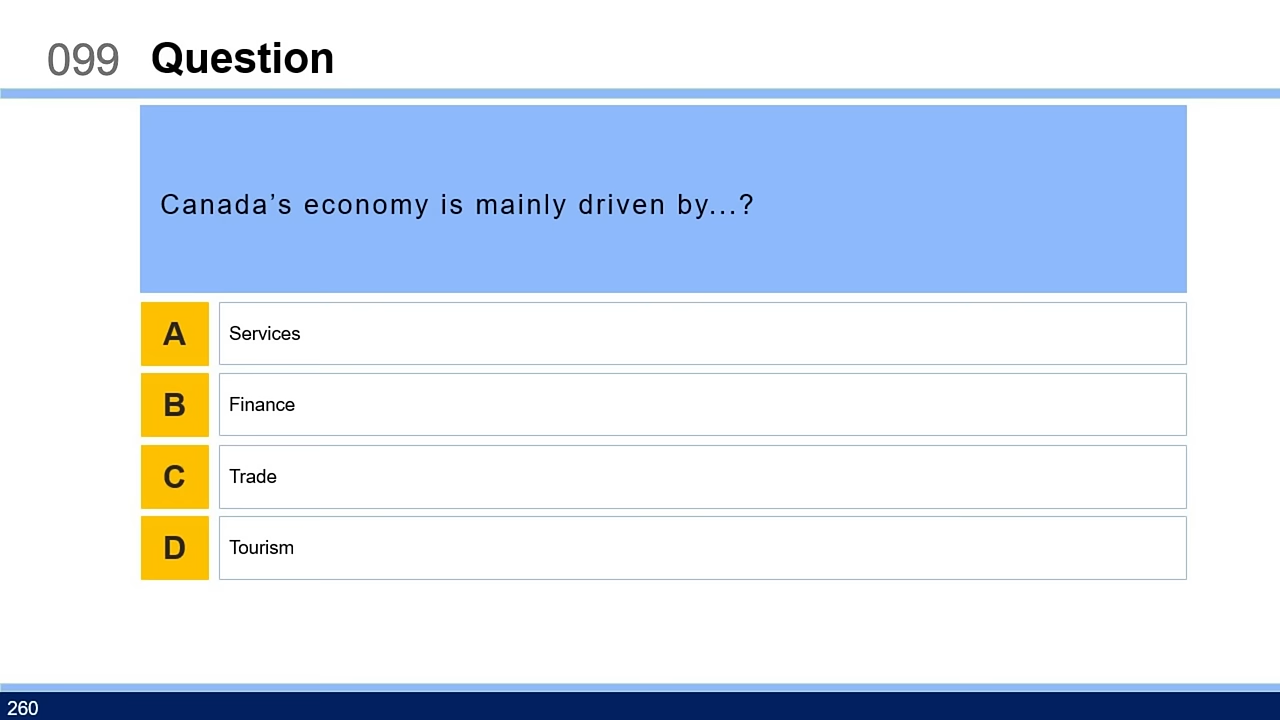 099 Question
Canada’s economy is mainly driven by...?
A Services
B Finance
C Trade
D Tourism
260